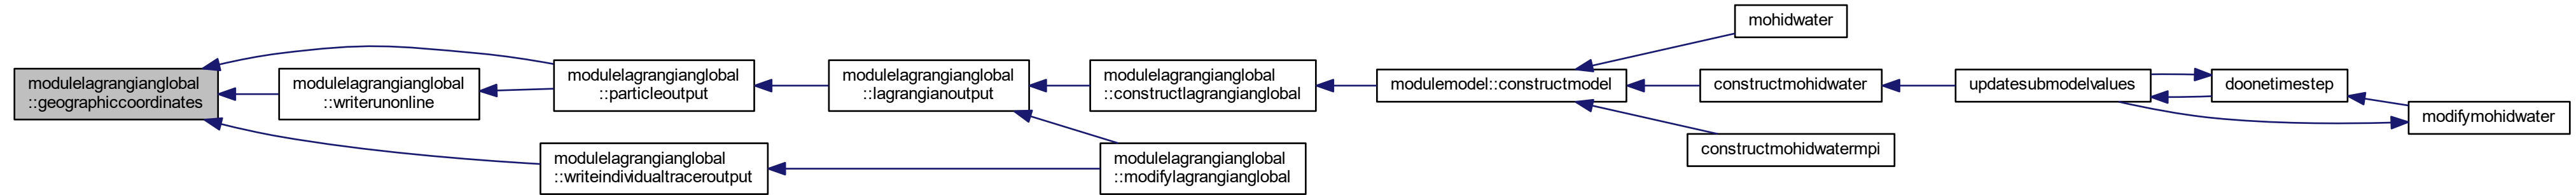 modulelagrangianglobal
::geographiccoordinates
modulelagrangianglobal
::writerunonline
modulelagrangianglobal
::particleoutput
modulelagrangianglobal
::writeindividualtraceroutput
modulelagrangianglobal
::lagrangianoutput
modulelagrangianglobal
::constructlagrangianglobal
modulelagrangianglobal
::modifylagrangianglobal
modulemodel::constructmodel
mohidwater
constructmohidwater
constructmohidwatermpi
updatesubmodelvalues
doonetimestep
modifymohidwater